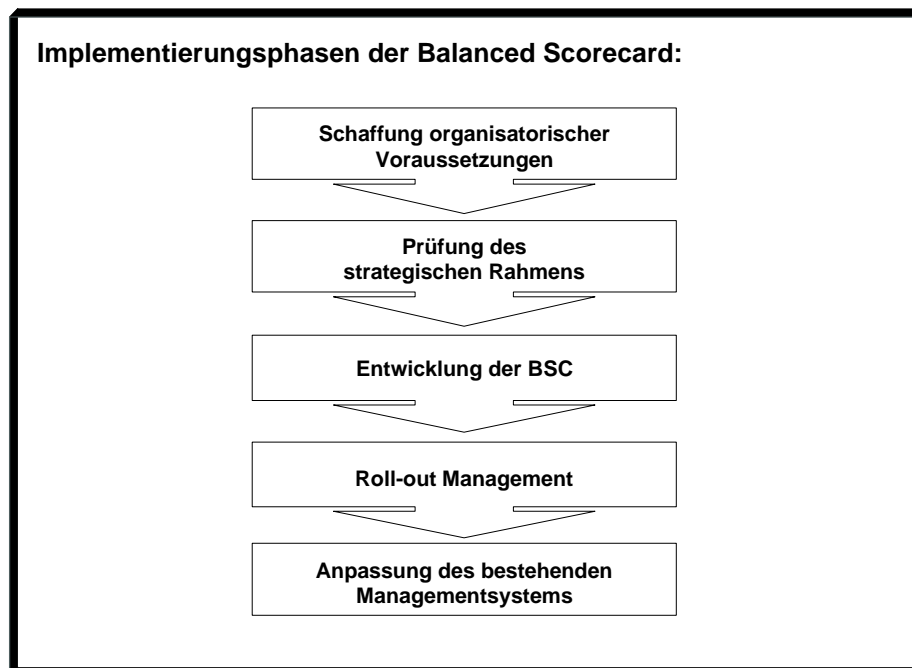 Implementierungsphasen der Balanced Scorecard:
Schaffung organisatorischer
Voraussetzungen
Prüfung des
strategischen Rahmens
Entwicklung der BSC
Roll-out Management
Anpassung des bestehenden
Managementsystems